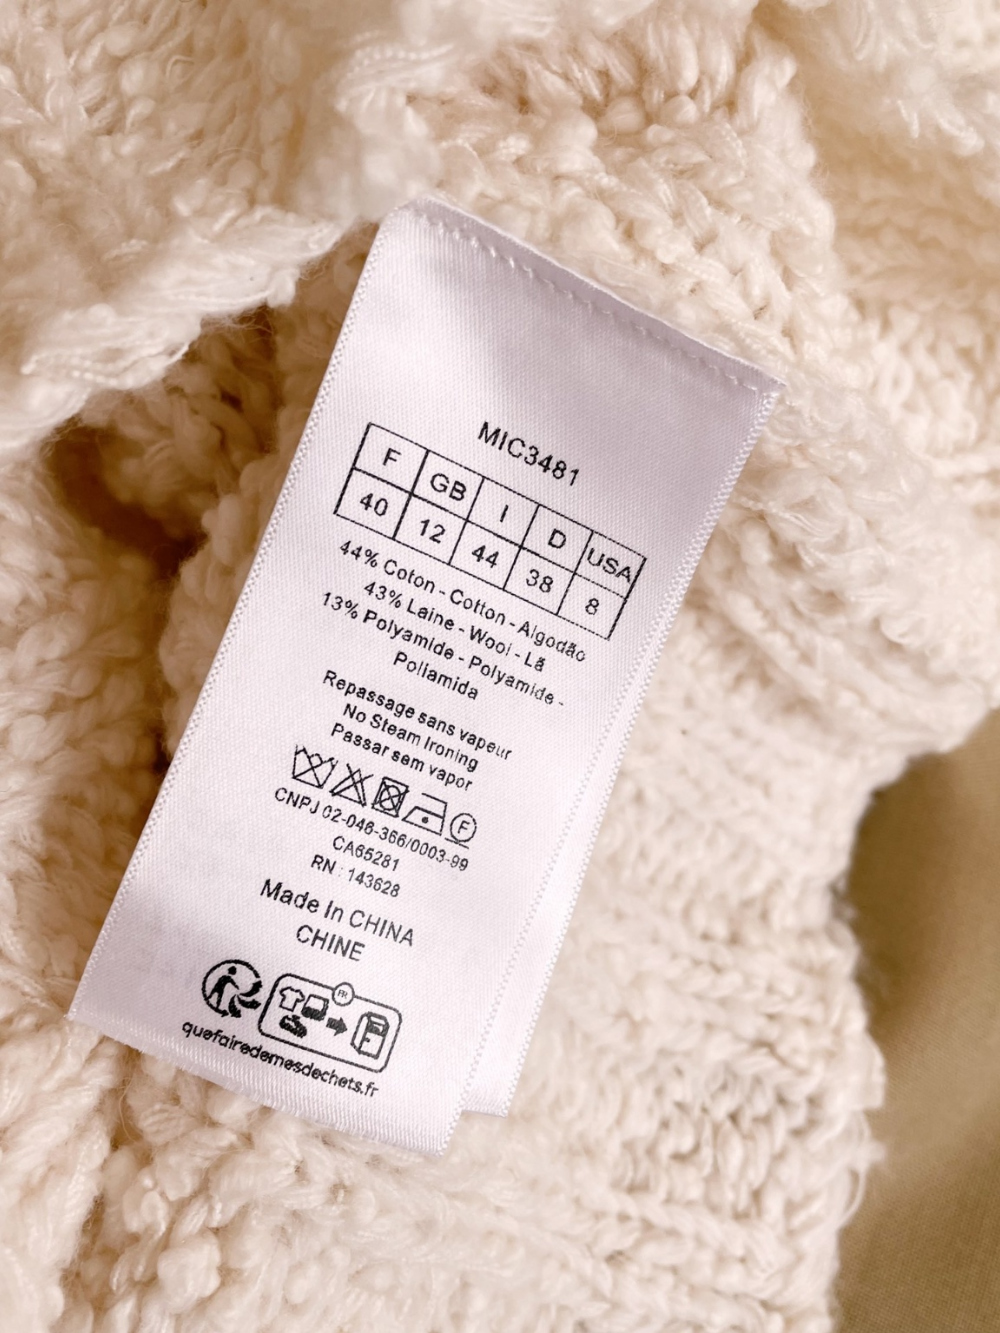 MIC3481
F GB I D USA
40 12 44 38 8
44% Coton - Cotton - Algodão
43% Laine - Wool - Lã
13% Polyamide - Polyamide -
Poliamida
Repassage sans vapeur
No Steam Ironing
Passar sem vapor
F
CNPJ 02-046-366/0003-99
CA65281
RN : 143628
Made In CHINA
CHINE
FR
quefairedemesdechets.fr